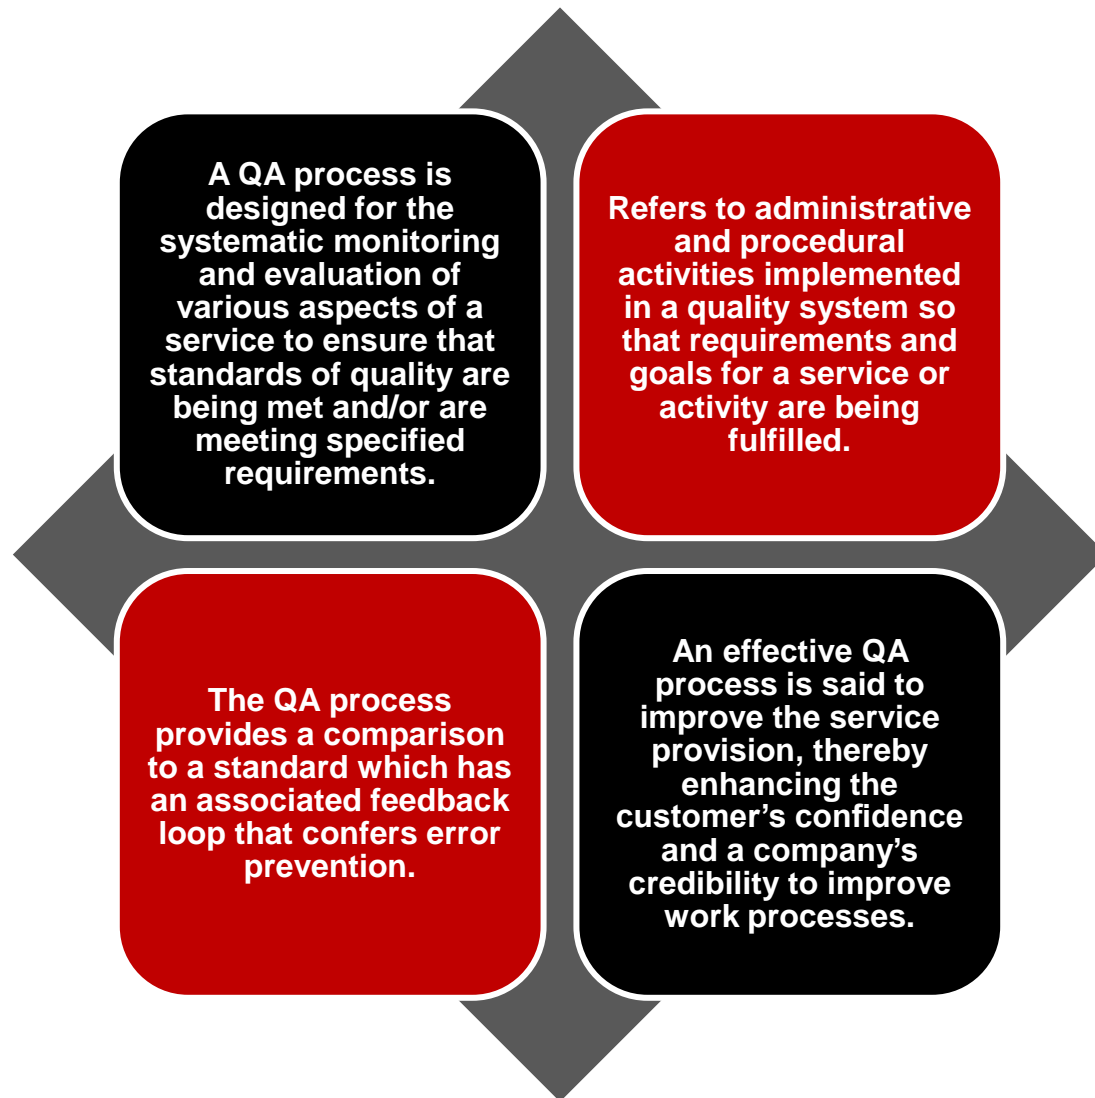 A QA process is
designed for the
systematic monitoring
and evaluation of
various aspects of a
service to ensure that
standards of quality are
being met and/or are
meeting specified
requirements.
Refers to administrative
and procedural
activities implemented
in a quality system so
that requirements and
goals for a service or
activity are being
fulfilled.
The QA process
provides a comparison
to a standard which has
an associated feedback
loop that confers error
prevention.
An effective QA
process is said to
improve the service
provision, thereby
enhancing the
customer’s confidence
and a company’s
credibility to improve
work processes.